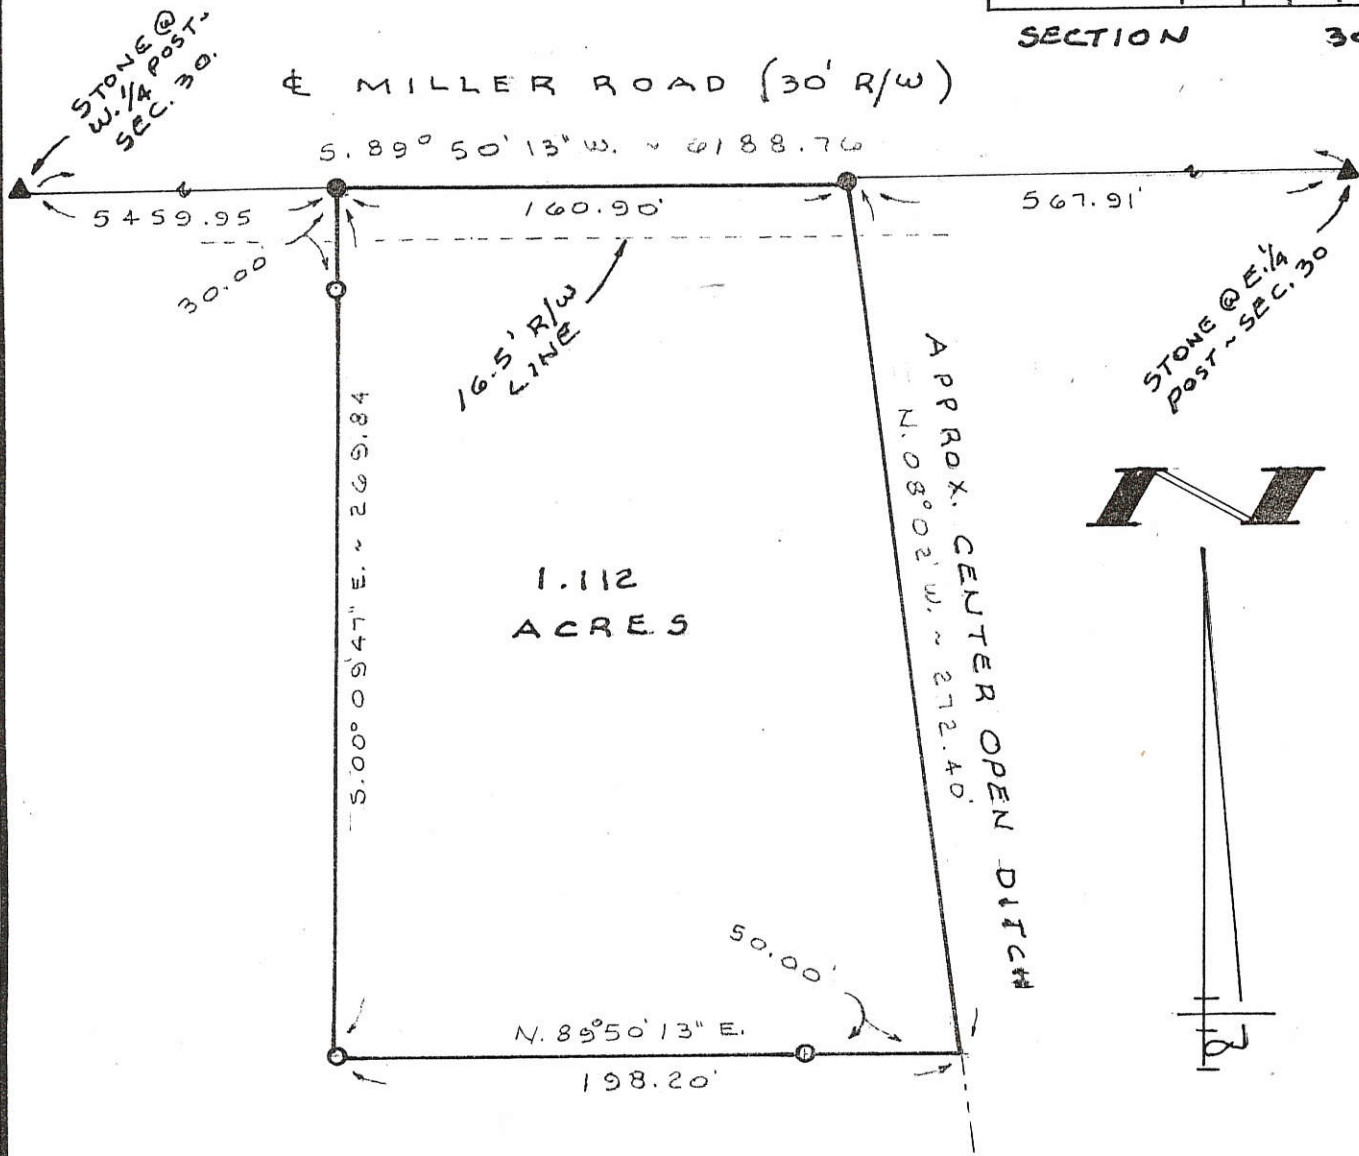 SECTION 30
STONE @
W. 1/4 POST~
SEC. 30.
℄ MILLER ROAD (30' R/W)
S. 89° 50' 13" W. ~ 6188.76
5459.95
160.90'
567.91'
30.00
16.5' R/W
LINE
STONE @ E. 1/4
POST ~ SEC. 30
S. 00° 09' 47" E. ~ 269.84
APPROX. CENTER OPEN DITCH
N. 08° 02' W. ~ 272.40'
1.112
ACRES
N
50.00'
N. 89° 50' 13" E.
198.20'